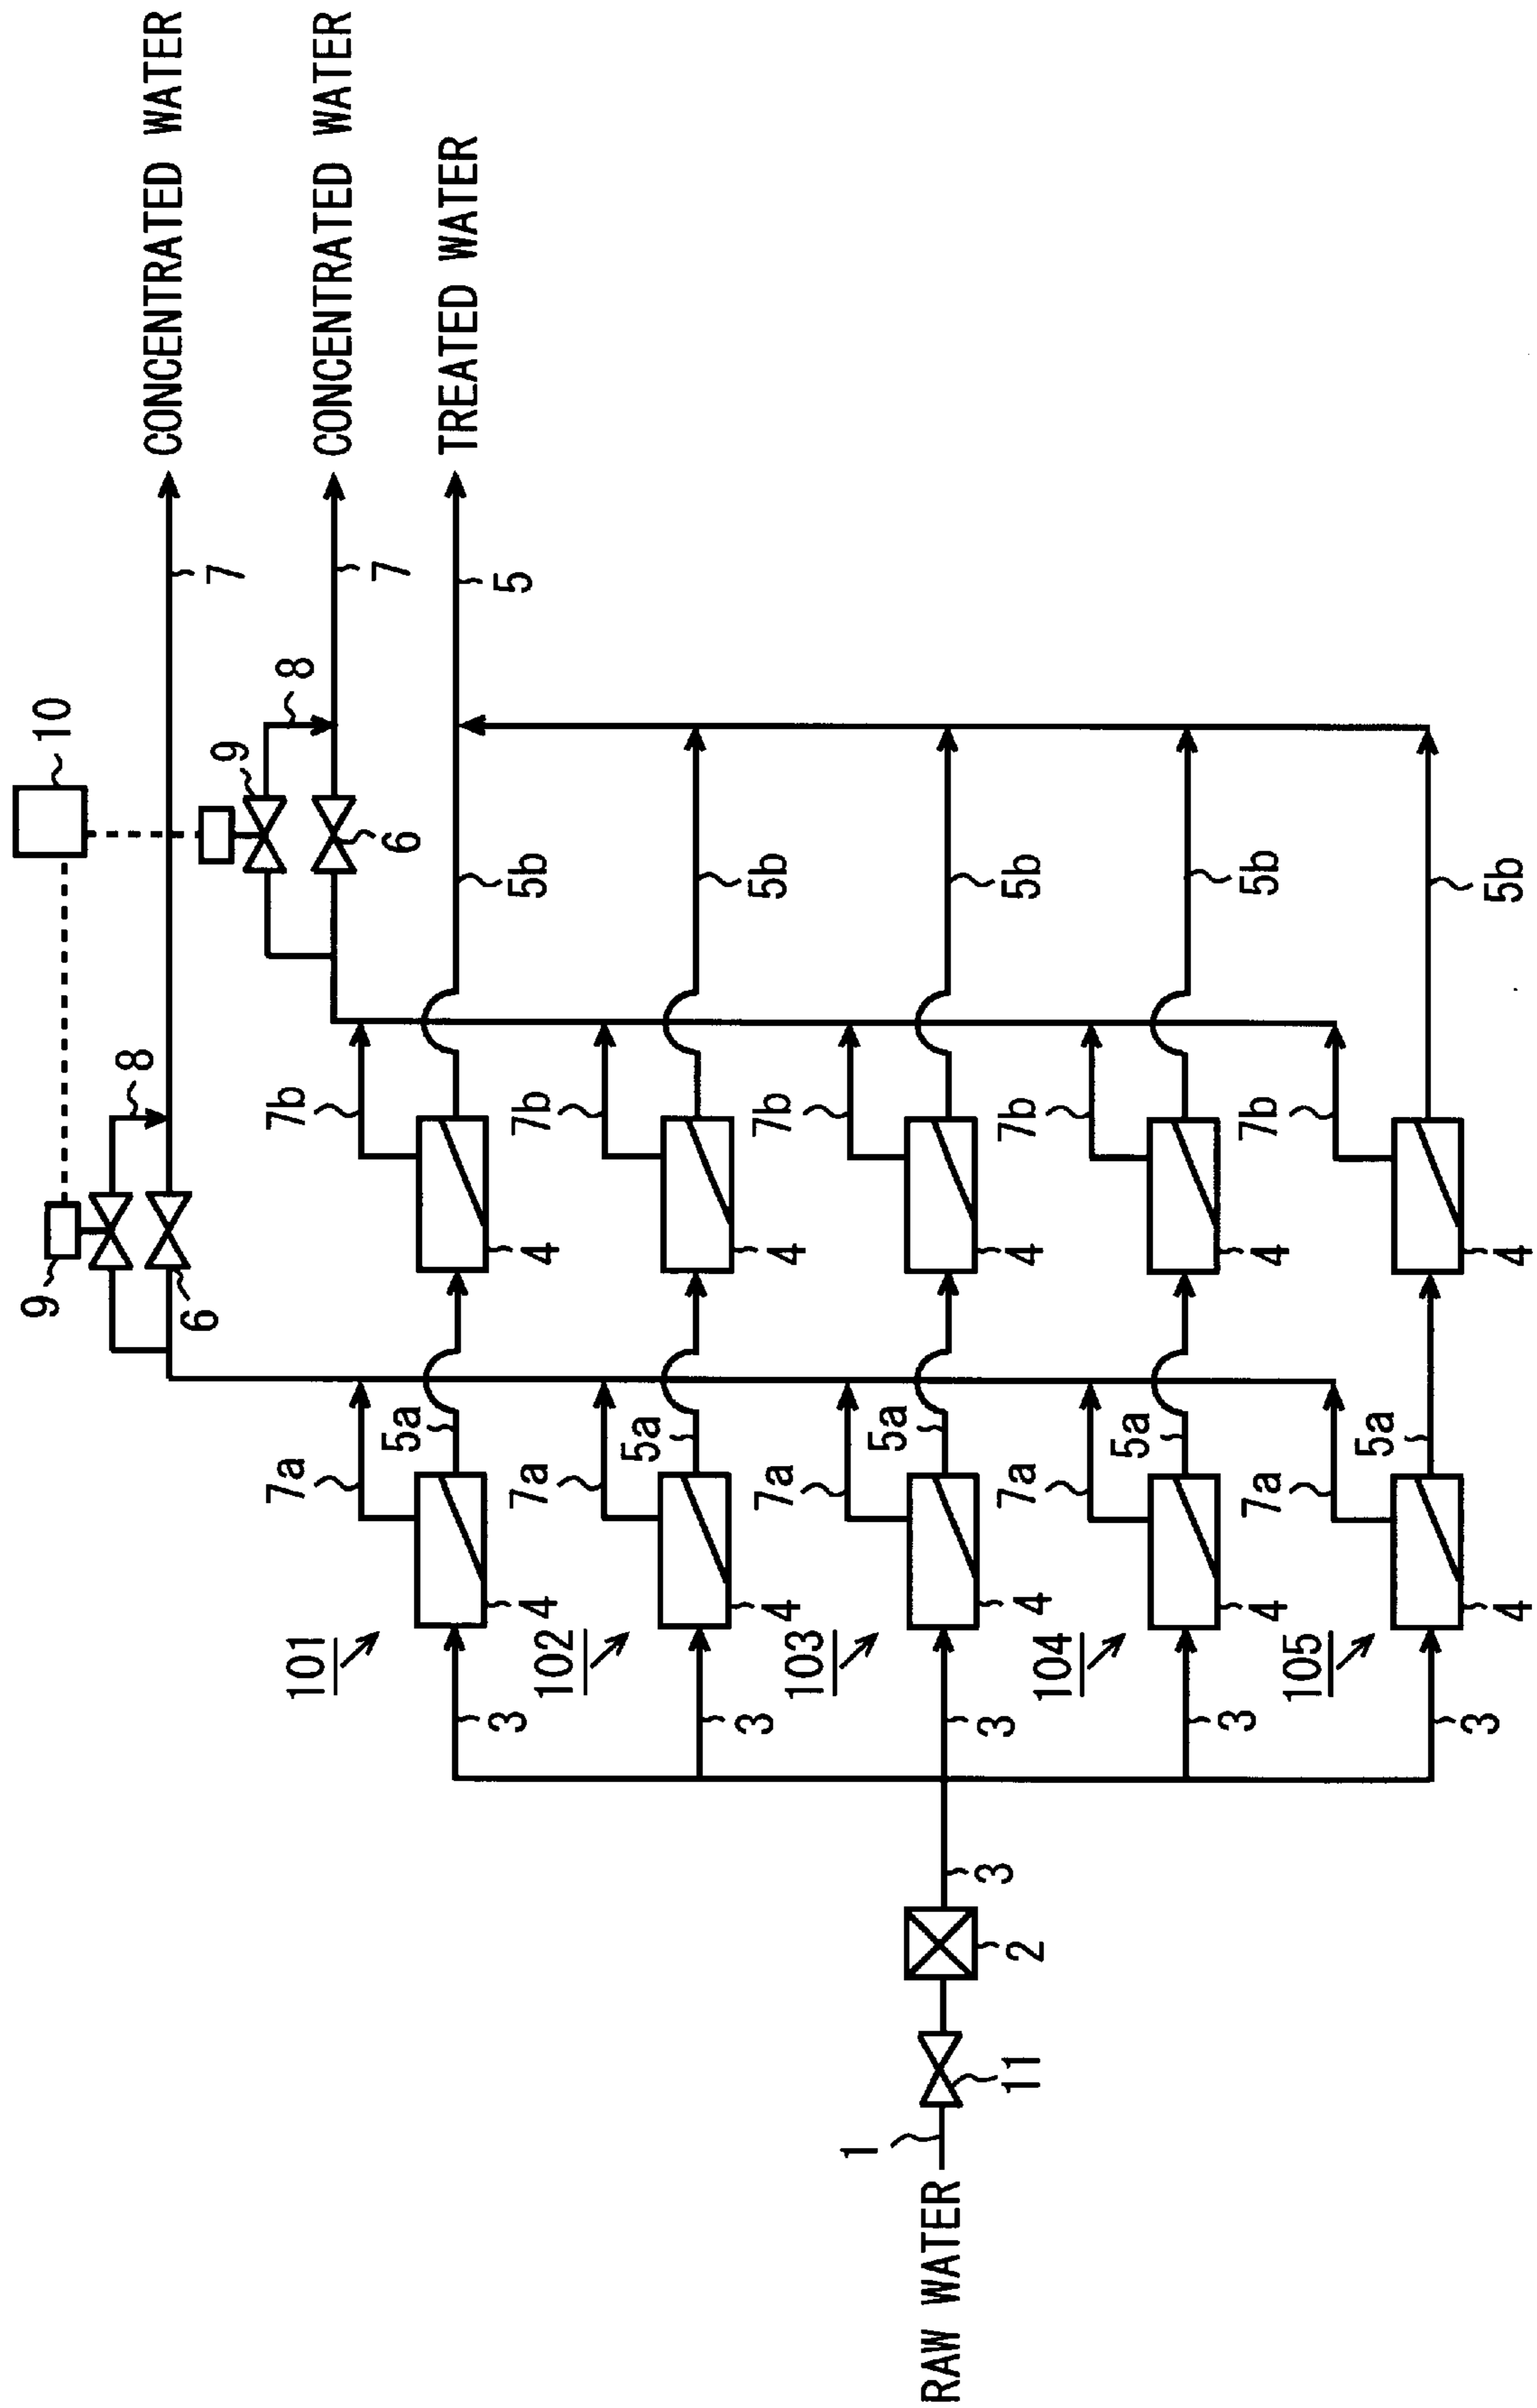 CONCENTRATED WATER
CONCENTRATED WATER
TREATED WATER
10
9
8
7
9
8
7
6
6
5
7a
7b
101
5a
5b
4
4
3
7a
7b
102
5a
5b
4
4
3
7a
7b
103
5a
5b
4
4
3
7a
7b
104
5a
5b
4
4
3
7a
7b
105
5a
5b
4
4
3
RAW WATER
1
11
2
3